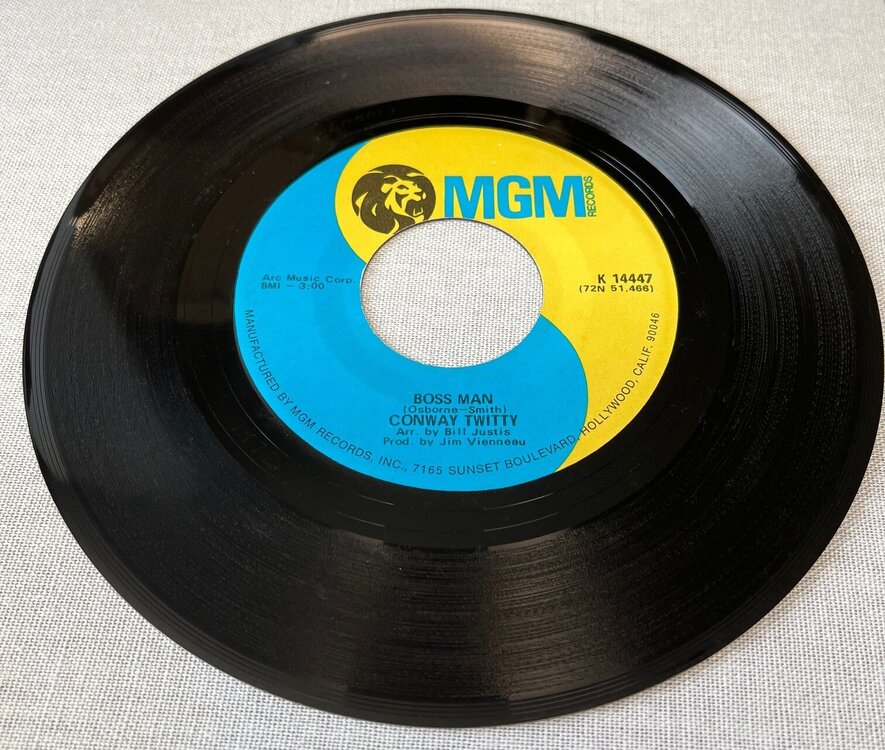 MGM
RECORDS
Arc Music Corp.
BMI — 3:00
K 14447
(72N 51,466)
BOSS MAN
(Osborne—Smith)
CONWAY TWITTY
Arr. by Bill Justis
Prod. by Jim Vienneau
MANUFACTURED BY MGM RECORDS, INC., 7165 SUNSET BOULEVARD, HOLLYWOOD, CALIF. 90046